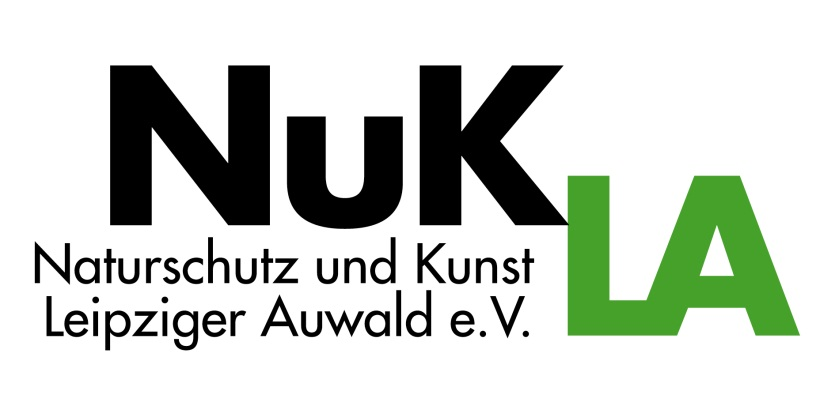 NuK
LA
Naturschutz und Kunst
Leipziger Auwald e.V.